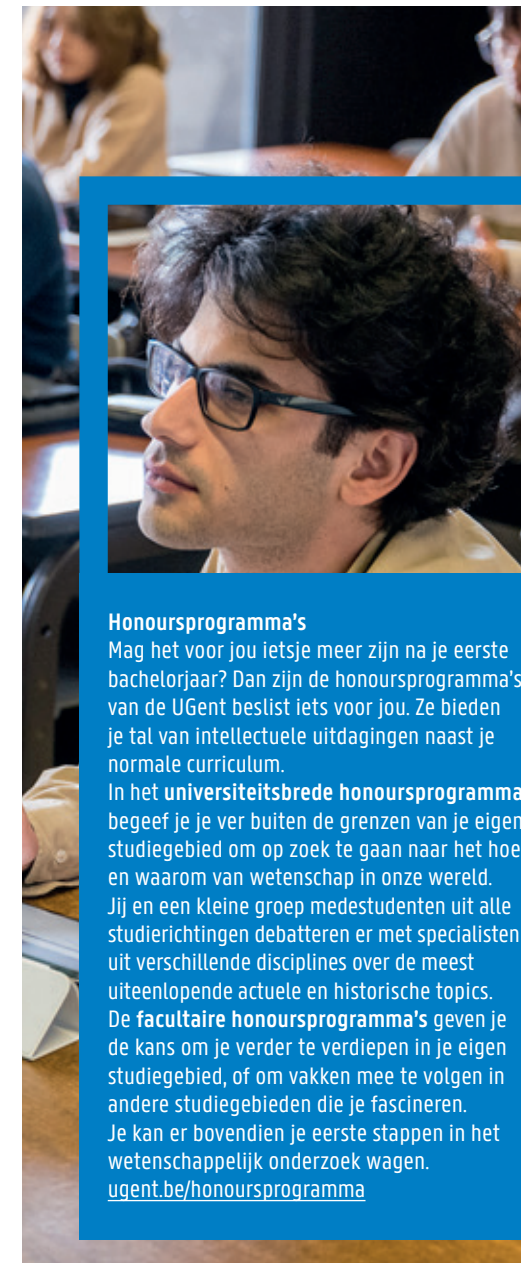 Honoursprogramma's
Mag het voor jou ietsje meer zijn na je eerste
bachelorjaar? Dan zijn de honoursprogramma's
van de UGent beslist iets voor jou. Ze bieden
je tal van intellectuele uitdagingen naast je
normale curriculum.
In het universiteitsbrede honoursprogramma
begeef je je ver buiten de grenzen van je eigen
studiegebied om op zoek te gaan naar het hoe
en waarom van wetenschap in onze wereld.
Jij en een kleine groep medestudenten uit alle
studierichtingen debatteren er met specialisten
uit verschillende disciplines over de meest
uiteenlopende actuele en historische topics.
De facultaire honoursprogramma's geven je
de kans om je verder te verdiepen in je eigen
studiegebied, of om vakken mee te volgen in
andere studiegebieden die je fascineren.
Je kan er bovendien je eerste stappen in het
wetenschappelijk onderzoek wagen.
ugent.be/honoursprogramma